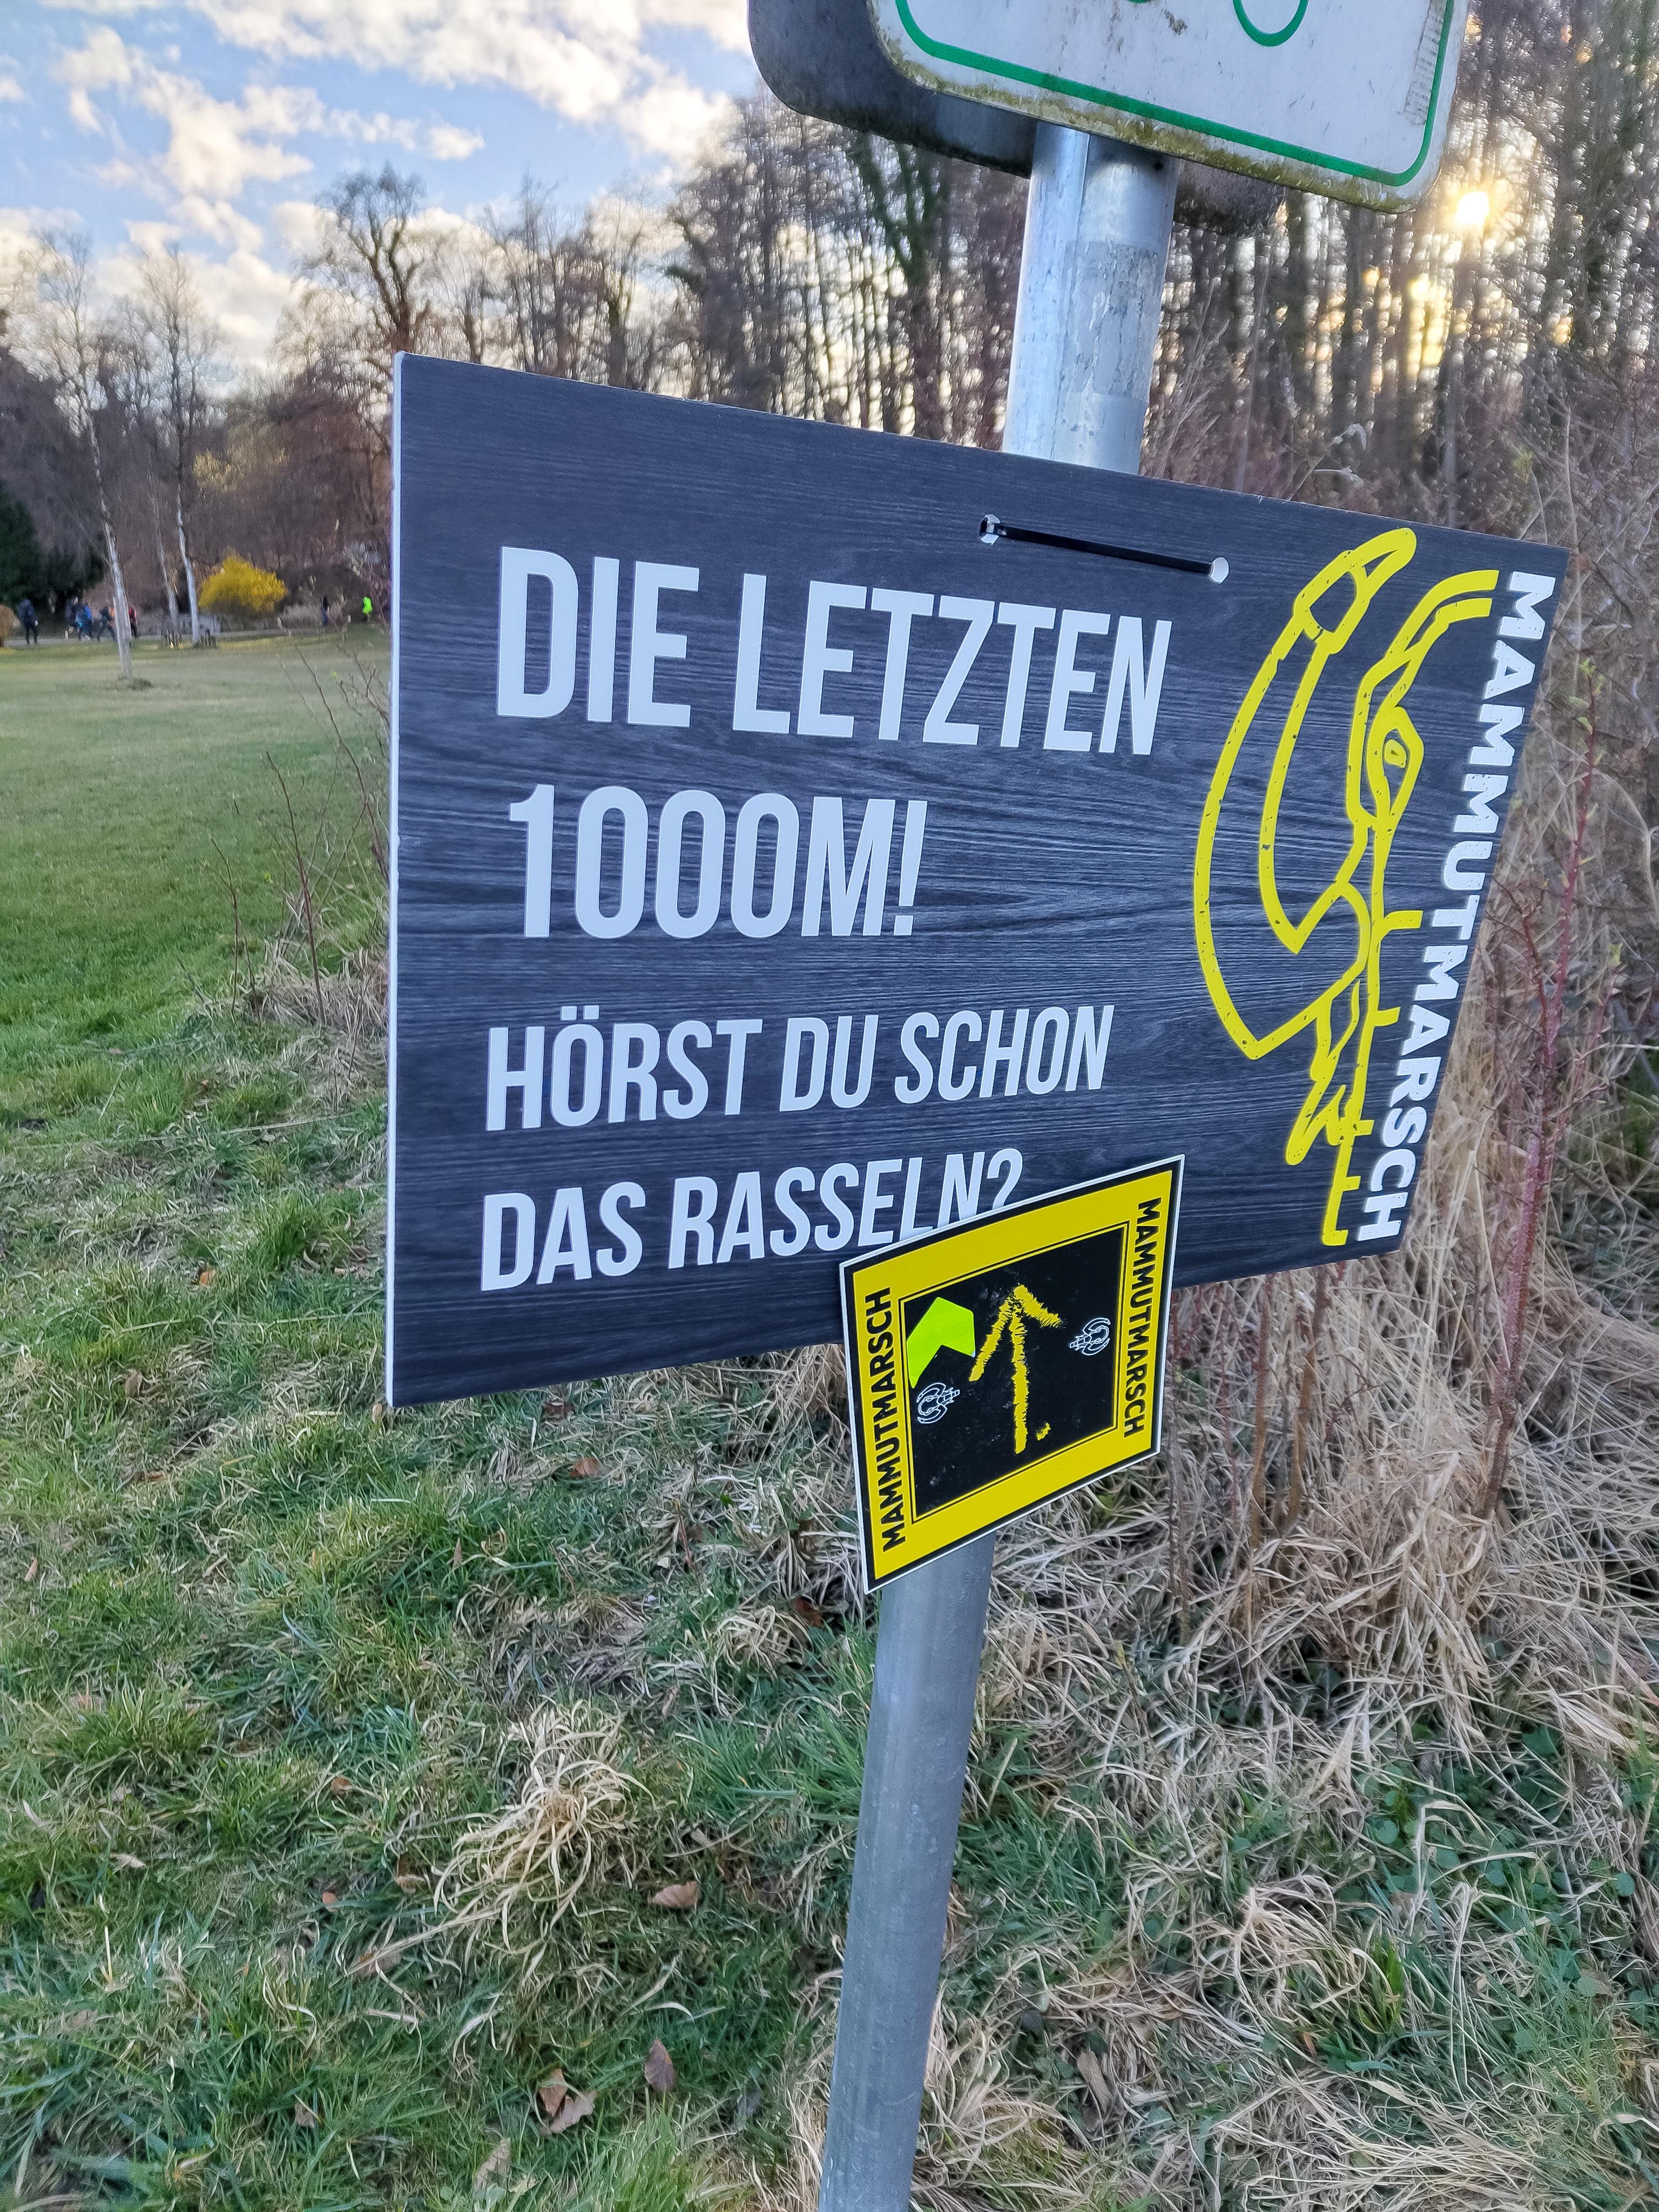 DIE LETZTEN
1000M!
HÖRST DU SCHON
DAS RASSELN?
MAMMUTMARSCH
MAMMUTMARSCH
MAMMUTMARSCH